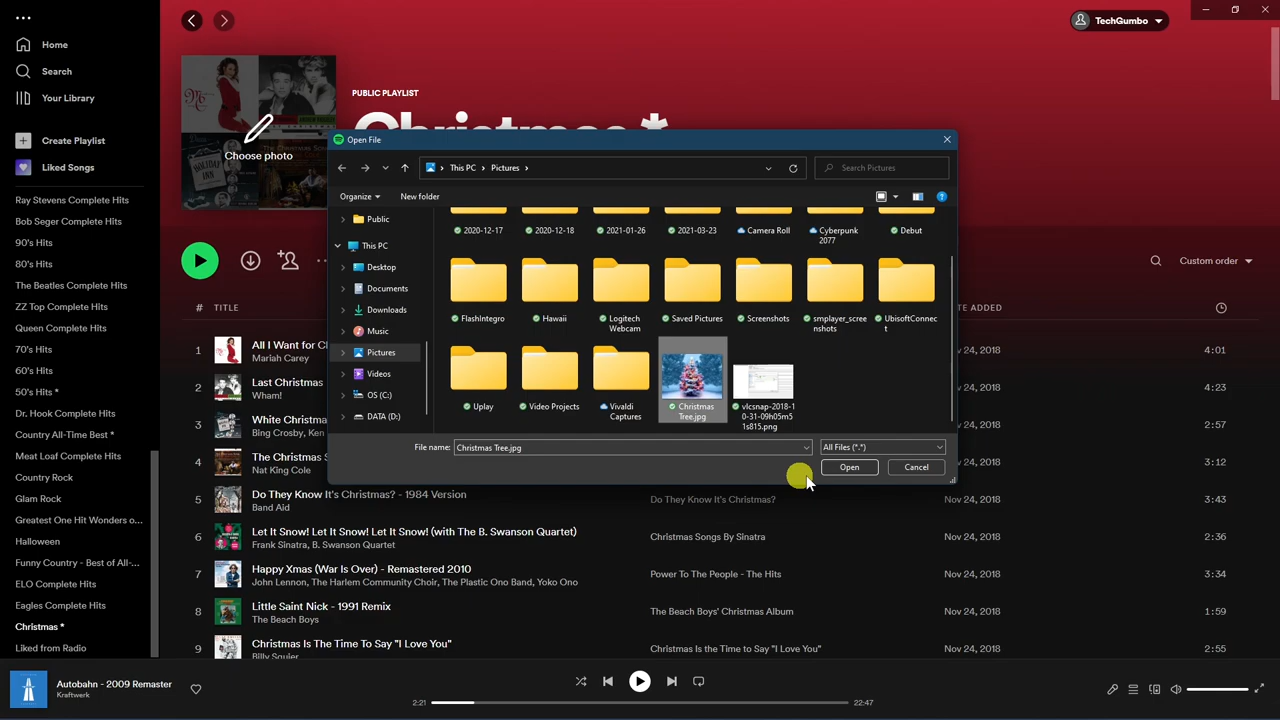 Home
Search
Your Library
Create Playlist
Liked Songs
Ray Stevens Complete Hits
Bob Seger Complete Hits
90's Hits
80's Hits
The Beatles Complete Hits
ZZ Top Complete Hits
Queen Complete Hits
70's Hits
60's Hits
50's Hits *
Dr. Hook Complete Hits
Country All-Time Best *
Meat Loaf Complete Hits
Country Rock
Glam Rock
Greatest One Hit Wonders o...
Halloween
Funny Country - Best of All-...
ELO Complete Hits
Eagles Complete Hits
Christmas *
Liked from Radio
TechGumbo
PUBLIC PLAYLIST
Christmas *
Choose photo
Custom order
# TITLE
DATE ADDED
1 All I Want for Ch
Mariah Carey
Nov 24, 2018 4:01
2 Last Christmas
Wham!
Nov 24, 2018 4:23
White Christma
Bing Crosby, Ken
Nov 24, 2018
The Christmas S
Nat King Cole
Nov 24, 2018 3:12
5 Do They Know It's Christmas? - 1984 Version
Band Aid
Do They Know It's Christmas? Nov 24, 2018 3:43
6 Let It Snow! Let It Snow! Let It Snow! (with The B. Swanson Quartet)
Frank Sinatra, B. Swanson Quartet
Christmas Songs By Sinatra Nov 24, 2018 2:36
7 Happy Xmas (War Is Over) - Remastered 2010
John Lennon, The Harlem Community Choir, The Plastic Ono Band, Yoko Ono
Power To The People - The Hits Nov 24, 2018 3:34
8 Little Saint Nick - 1991 Remix
The Beach Boys
The Beach Boys' Christmas Album Nov 24, 2018 1:59
9 Christmas Is The Time To Say "I Love You"
Billy Squier
Christmas Is the Time to Say "I Love You" Nov 24, 2018 2:55
Open File
This PC > Pictures >
Search Pictures
Organize
New folder
Public
This PC
Desktop
Documents
Downloads
Music
Pictures
Videos
OS (C:)
DATA (D:)
2020-12-17
2020-12-18
2021-01-26
2021-03-23
Camera Roll
Cyberpunk
2077
Debut
FlashIntegro
Hawaii
Logitech
Webcam
Saved Pictures
Screenshots
smplayer_scree
nshots
UbisoftConnec
t
Uplay
Video Projects
Vivaldi
Captures
Christmas
Tree.jpg
vlcsnap-2018-1
0-31-09h05m5
1s815.png
File name: Christmas Tree.jpg
All Files (*.*)
Open
Cancel
Autobahn - 2009 Remaster
Kraftwerk
2:21
22:47